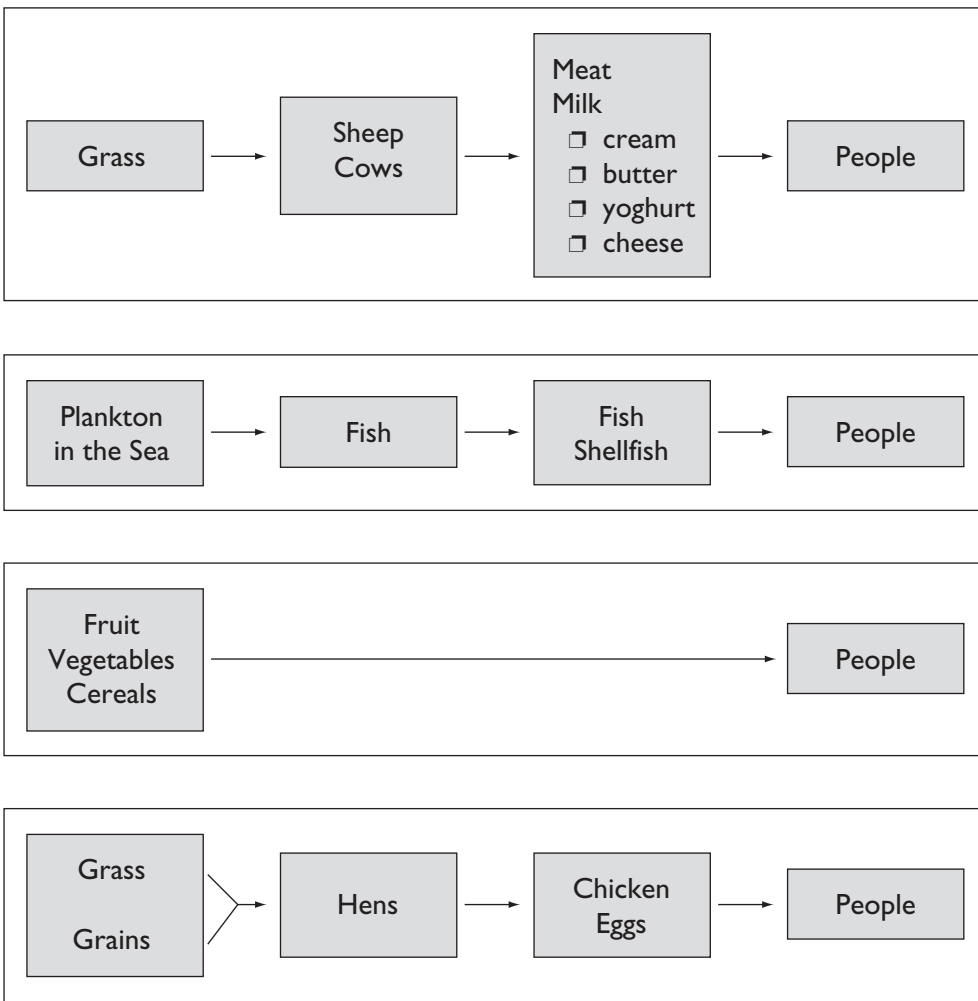 Grass
Sheep
Cows
Meat
Milk
❒ cream
❒ butter
❒ yoghurt
❒ cheese
People
Plankton
in the Sea
Fish
Fish
Shellfish
People
Fruit
Vegetables
Cereals
People
Grass
Grains
Hens
Chicken
Eggs
People